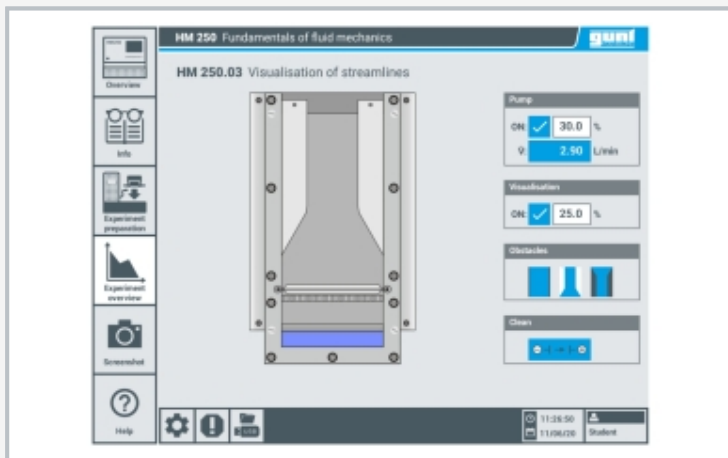 HM 250 Fundamentals of fluid mechanics
gunt
HM 250.03 Visualisation of streamlines
Overview
Info
Experiment
preparation
Experiment
overview
Screenshot
Help
Pump
ON: 30.0 %
V: 2.90 L/min
Visualisation
ON: 25.0 %
Obstacles
Clean
USB
11:26:50
11/06/20
Student